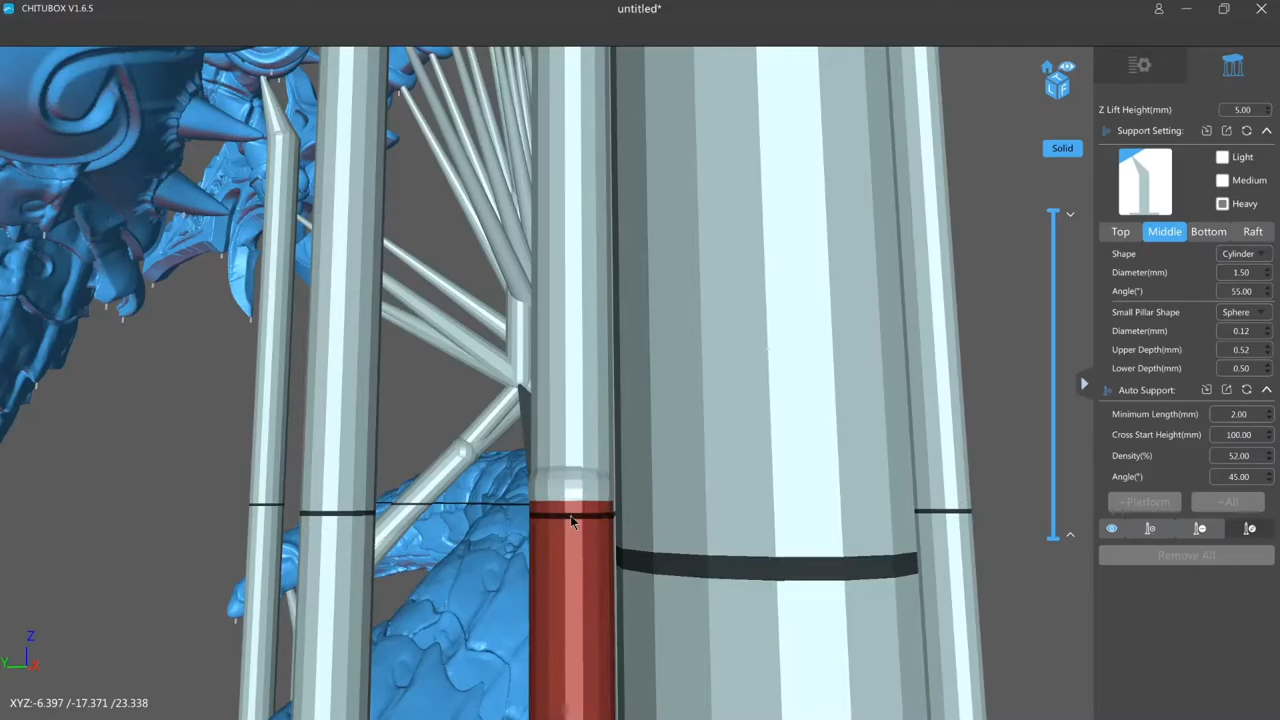 CHITUBOX V1.6.5
untitled*
Z Lift Height(mm) 5.00
Support Setting:
Light
Medium
Heavy
Solid
Top Middle Bottom Raft
Shape Cylinder
Diameter(mm) 1.50
Angle(°) 55.00
Small Pillar Shape Sphere
Diameter(mm) 0.12
Upper Depth(mm) 0.52
Lower Depth(mm) 0.50
Auto Support:
Minimum Length(mm) 2.00
Cross Start Height(mm) 100.00
Density(%) 52.00
Angle(°) 45.00
+Platform +All
Remove All
Z
Y X
XYZ:-6.397 /-17.371 /23.338
T
L F